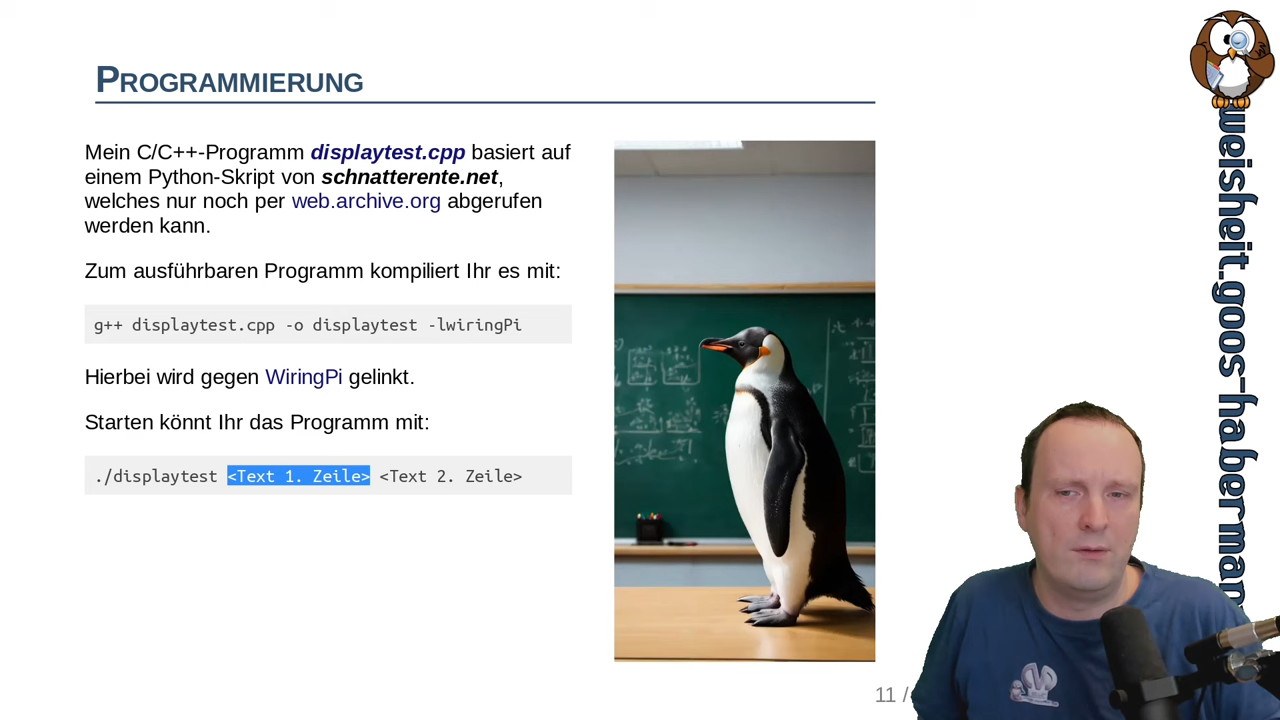 Programmierung
Mein C/C++-Programm displaytest.cpp basiert auf
einem Python-Skript von schnatterente.net,
welches nur noch per web.archive.org abgerufen
werden kann.
Zum ausführbaren Programm kompiliert Ihr es mit:
g++ displaytest.cpp -o displaytest -lwiringPi
Hierbei wird gegen WiringPi gelinkt.
Starten könnt Ihr das Programm mit:
./displaytest <Text 1. Zeile> <Text 2. Zeile>
11 /
weisheit.goos-haberman